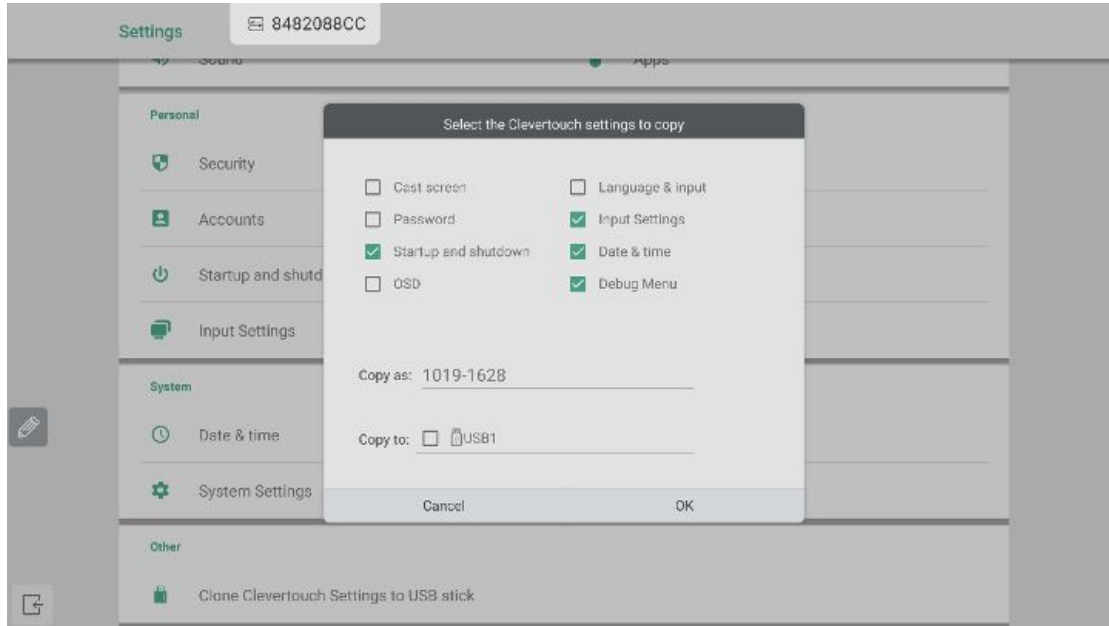 Settings
8482088CC
Sound
Apps
Personal
Select the Clevertouch settings to copy
Security
Cast screen
Language & input
Accounts
Password
Input Settings
Startup and shutdown
Date & time
Startup and shutd
OSD
Debug Menu
Input Settings
Copy as: 1019-1628
System
Date & time
Copy to: USB1
System Settings
Cancel
OK
Other
Clone Clevertouch Settings to USB stick